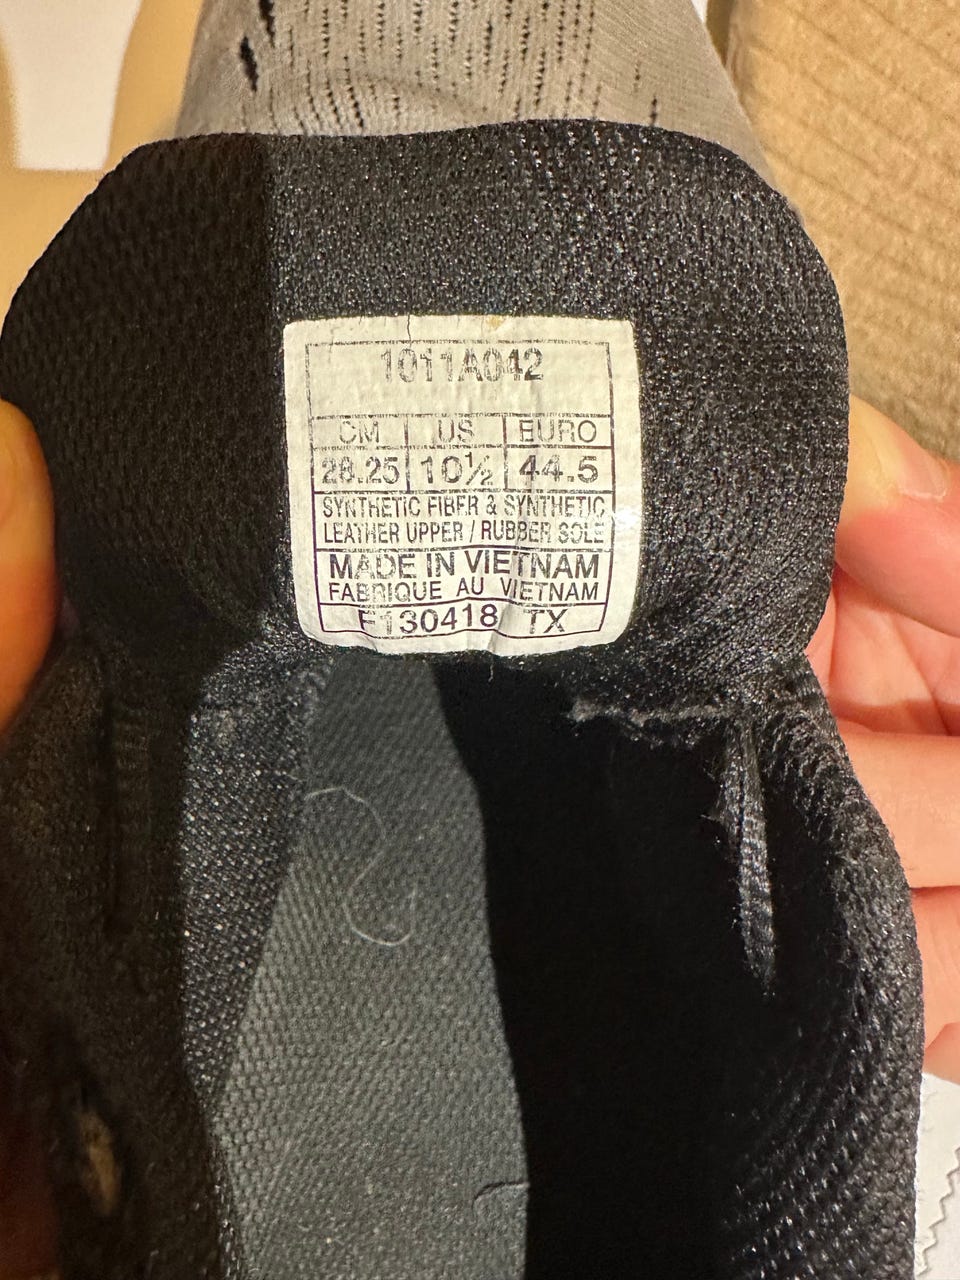 1011A042
CM US EURO
28.25 10½ 44.5
SYNTHETIC FIBER & SYNTHETIC
LEATHER UPPER / RUBBER SOLE
MADE IN VIETNAM
FABRIQUE AU VIETNAM
F130418 TX